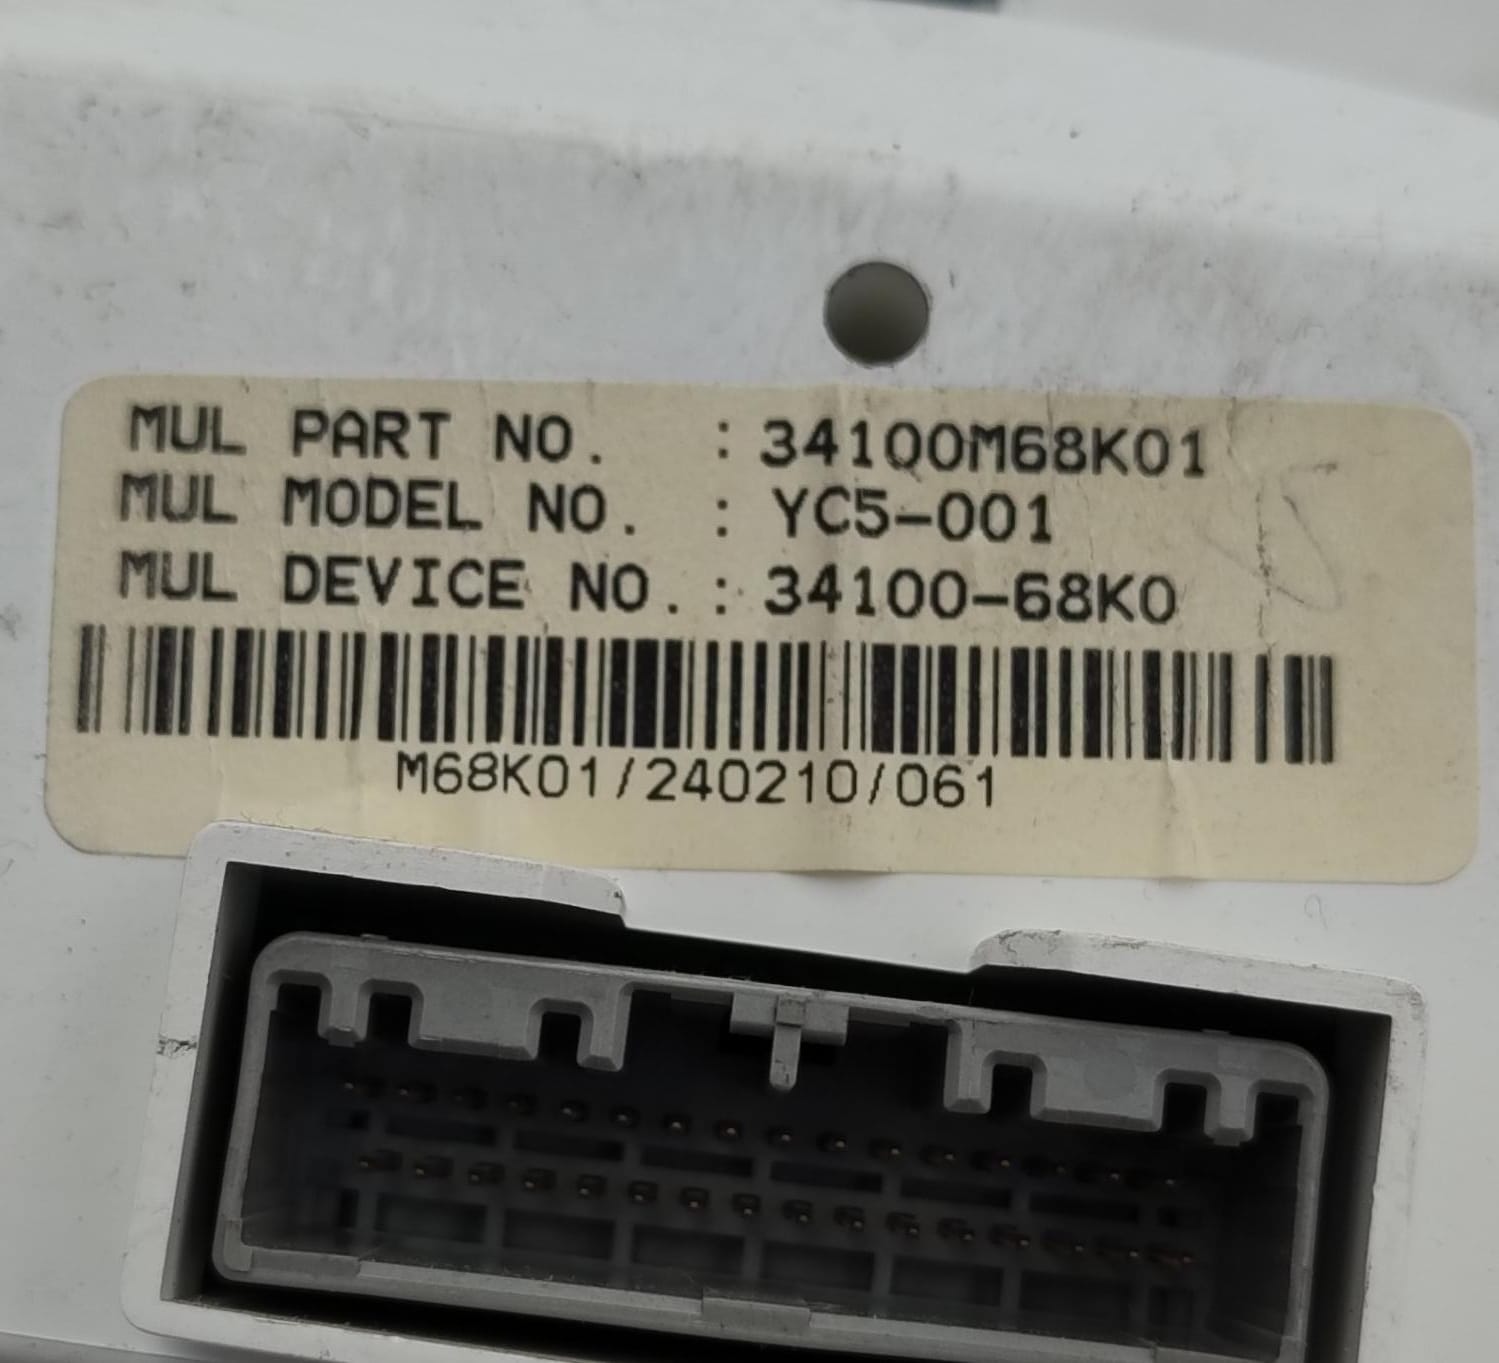 MUL PART NO. : 34100M68K01
MUL MODEL NO. : YC5-001
MUL DEVICE NO. : 34100-68K0
M68K01/240210/061